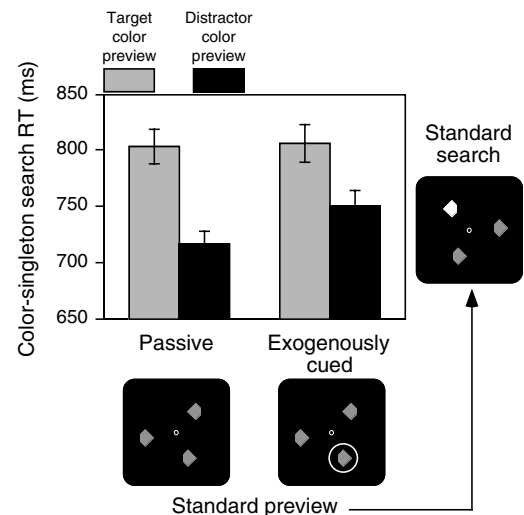 Target
color
preview
Distractor
color
preview
Color-singleton search RT (ms)
850
800
750
700
650
Passive
Exogenously
cued
Standard
search
Standard preview